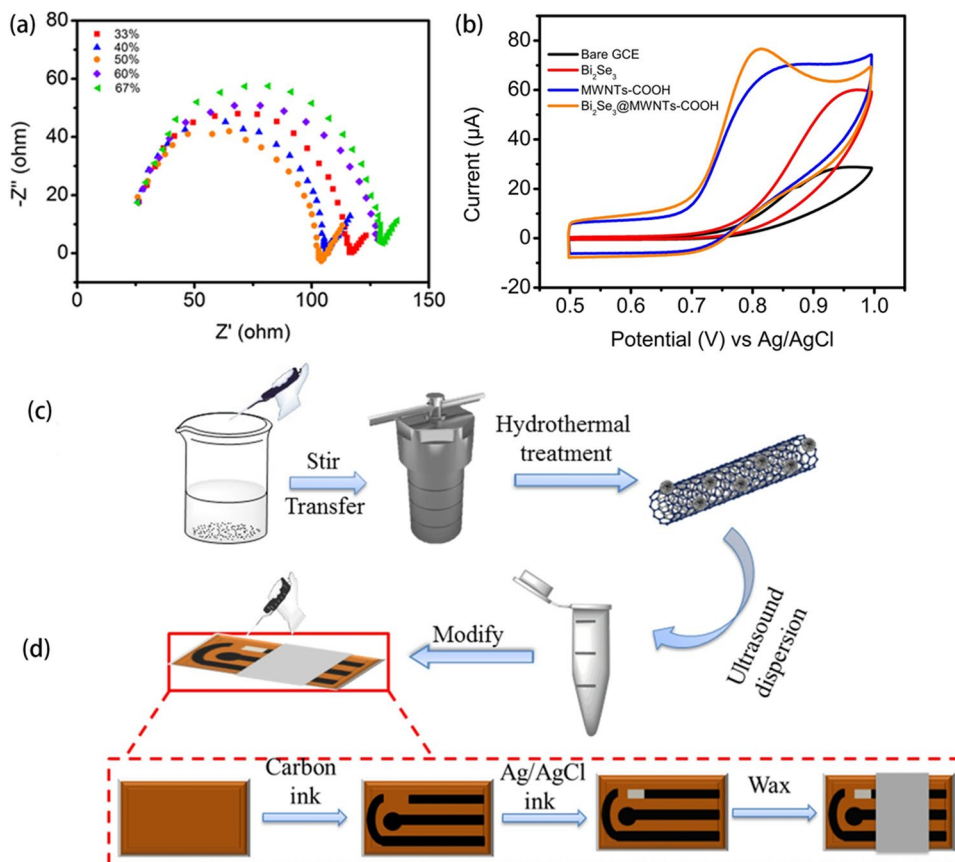 (a)
33%
40%
50%
60%
67%
-Z'' (ohm)
80
60
40
20
0
0
25
50
75
100
125
150
Z' (ohm)
(b)
Bare GCE
Bi2Se3
MWNTs-COOH
Bi2Se3@MWNTs-COOH
Current (μA)
80
60
40
20
0
-20
0.5
0.6
0.7
0.8
0.9
1.0
Potential (V) vs Ag/AgCl
(c)
Stir
Transfer
Hydrothermal
treatment
Ultrasound
dispersion
(d)
Modify
Carbon
ink
Ag/AgCl
ink
Wax